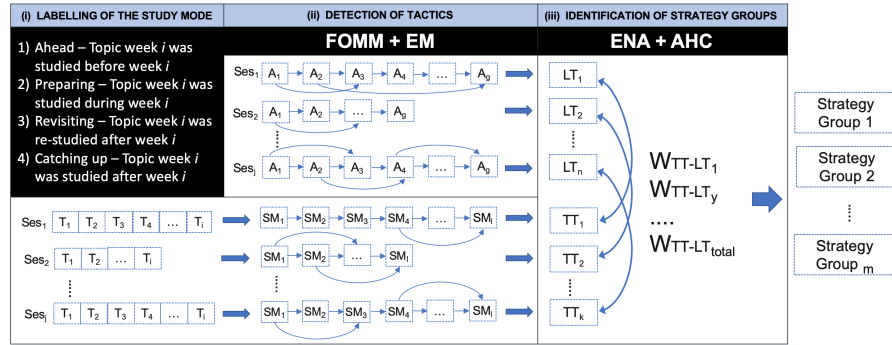 (i) LABELLING OF THE STUDY MODE
(ii) DETECTION OF TACTICS
(iii) IDENTIFICATION OF STRATEGY GROUPS
1) Ahead – Topic week i was
studied before week i
2) Preparing – Topic week i was
studied during week i
3) Revisiting – Topic week i was
re-studied after week i
4) Catching up – Topic week i
was studied after week i
FOMM + EM
Ses1 A1 A2 A3 A4 ... Ag
Ses2 A1 A2 ... Ag
Sesj A1 A2 A3 A4 ... Ag
ENA + AHC
LT1
LT2
LTn
TT1
TT2
TTk
WTT-LT1
WTT-LTy
....
WTT-LTtotal
Strategy
Group 1
Strategy
Group 2
Strategy
Group m
Ses1 T1 T2 T3 T4 ... Ti
Ses2 T1 T2 ... Ti
Sesj T1 T2 T3 T4 ... Ti
SM1 SM2 SM3 SM4 ... SMl
SM1 SM2 ... SMl
SM1 SM2 SM3 SM4 ... SMl